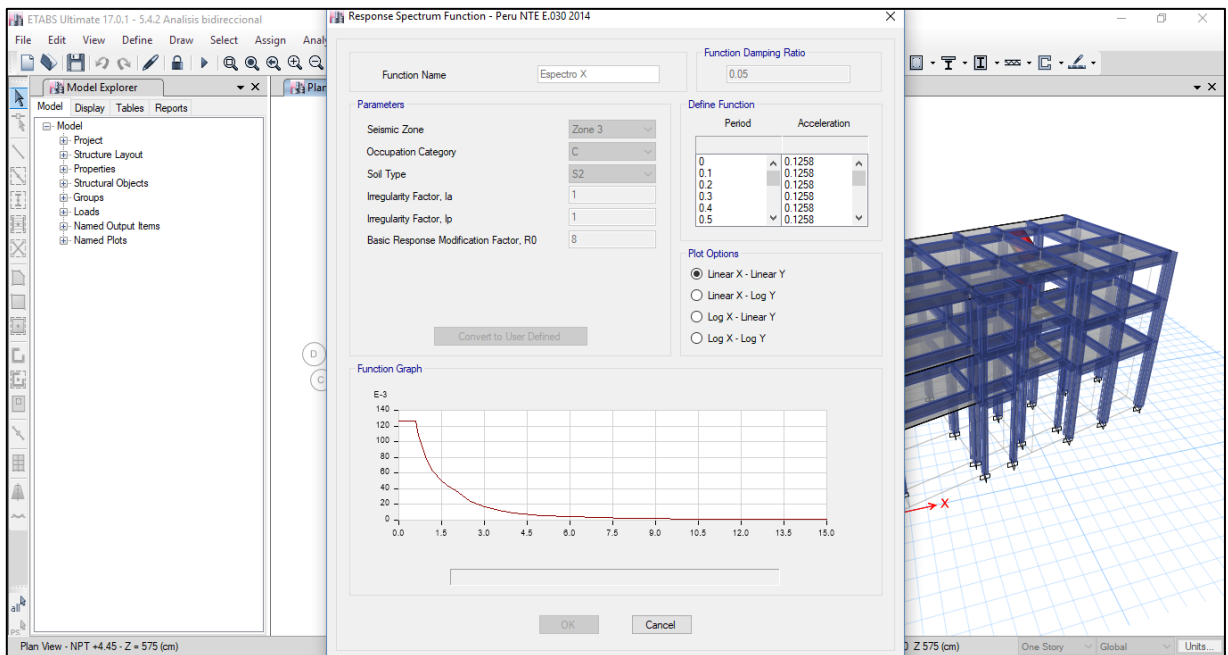 ETABS Ultimate 17.0.1 - 5.4.2 Analisis bidireccional
File Edit View Define Draw Select Assign
Model Explorer
Model Display Tables Reports
Model
Project
Structure Layout
Properties
Structural Objects
Groups
Loads
Named Output Items
Named Plots
all
Plan View - NPT +4.45 - Z = 575 (cm)
D
C
Response Spectrum Function - Peru NTE E.030 2014
Function Name
Espectro X
Function Damping Ratio
0.05
Parameters
Seismic Zone
Zone 3
Occupation Category
C
Soil Type
S2
Irregularity Factor, Ia
1
Irregularity Factor, Ip
1
Basic Response Modification Factor, R0
8
Convert to User Defined
Define Function
Period Acceleration
0 0.1258
0.1 0.1258
0.2 0.1258
0.3 0.1258
0.4 0.1258
0.5 0.1258
Plot Options
Linear X - Linear Y
Linear X - Log Y
Log X - Linear Y
Log X - Log Y
Function Graph
E-3
140
120
100
80
60
40
20
0
0.0 1.5 3.0 4.5 6.0 7.5 9.0 10.5 12.0 13.5 15.0
OK Cancel
X
Z 575 (cm)
One Story Global Units...